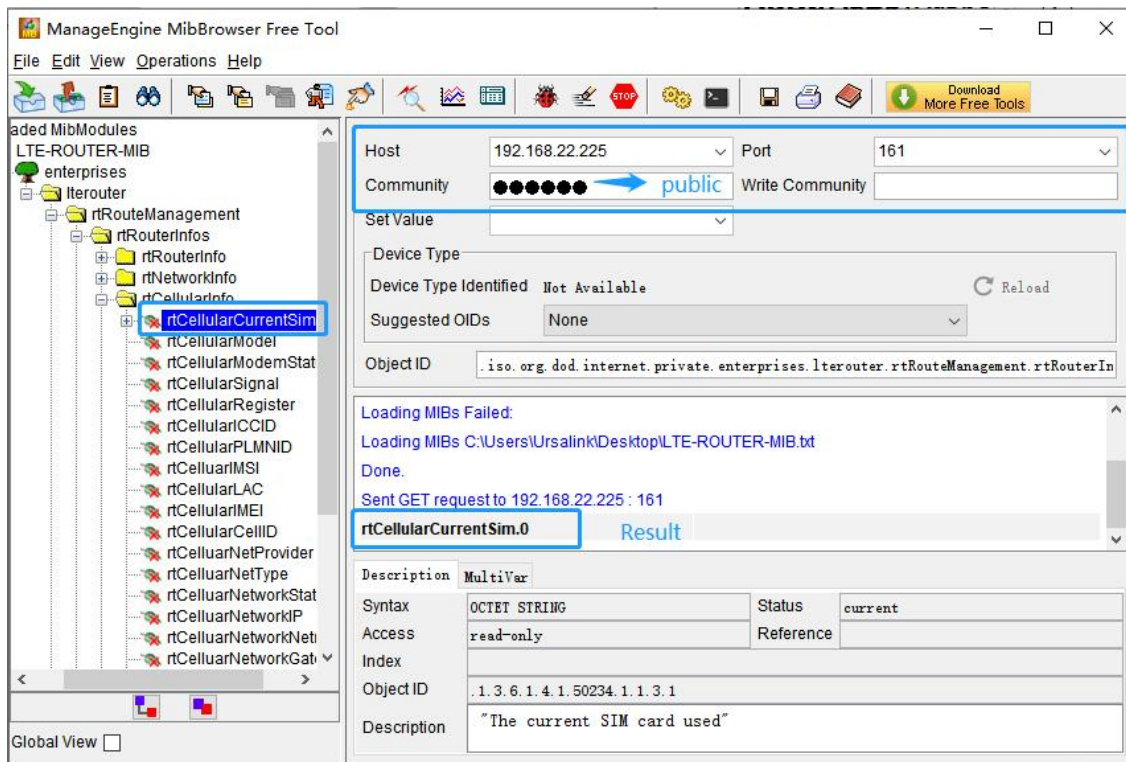 ManageEngine MibBrowser Free Tool
File Edit View Operations Help
STOP
Download
More Free Tools
aded MibModules
LTE-ROUTER-MIB
enterprises
lterouter
rtRouteManagement
rtRouterInfos
rtRouterInfo
rtNetworkInfo
rtCellularInfo
rtCellularCurrentSim
rtCellularModel
rtCellularModemStat
rtCellularSignal
rtCellularRegister
rtCellularICCID
rtCellularPLMNID
rtCelluarIMSI
rtCellularLAC
rtCellularIMEI
rtCellularCellID
rtCelluarNetProvider
rtCelluarNetType
rtCelluarNetworkStat
rtCelluarNetworkIP
rtCelluarNetworkNet
rtCelluarNetworkGat
Global View
Host 192.168.22.225 Port 161
Community ●●●●●● public Write Community
Set Value
Device Type
Device Type Identified Not Available Reload
Suggested OIDs None
Object ID .iso.org.dod.internet.private.enterprises.lterouter.rtRouteManagement.rtRouterIn
Loading MIBs Failed:
Loading MIBs C:\Users\Ursalink\Desktop\LTE-ROUTER-MIB.txt
Done.
Sent GET request to 192.168.22.225 : 161
rtCellularCurrentSim.0 Result
Description MultiVar
Syntax OCTET STRING Status current
Access read-only Reference
Index
Object ID .1.3.6.1.4.1.50234.1.1.3.1
Description "The current SIM card used"